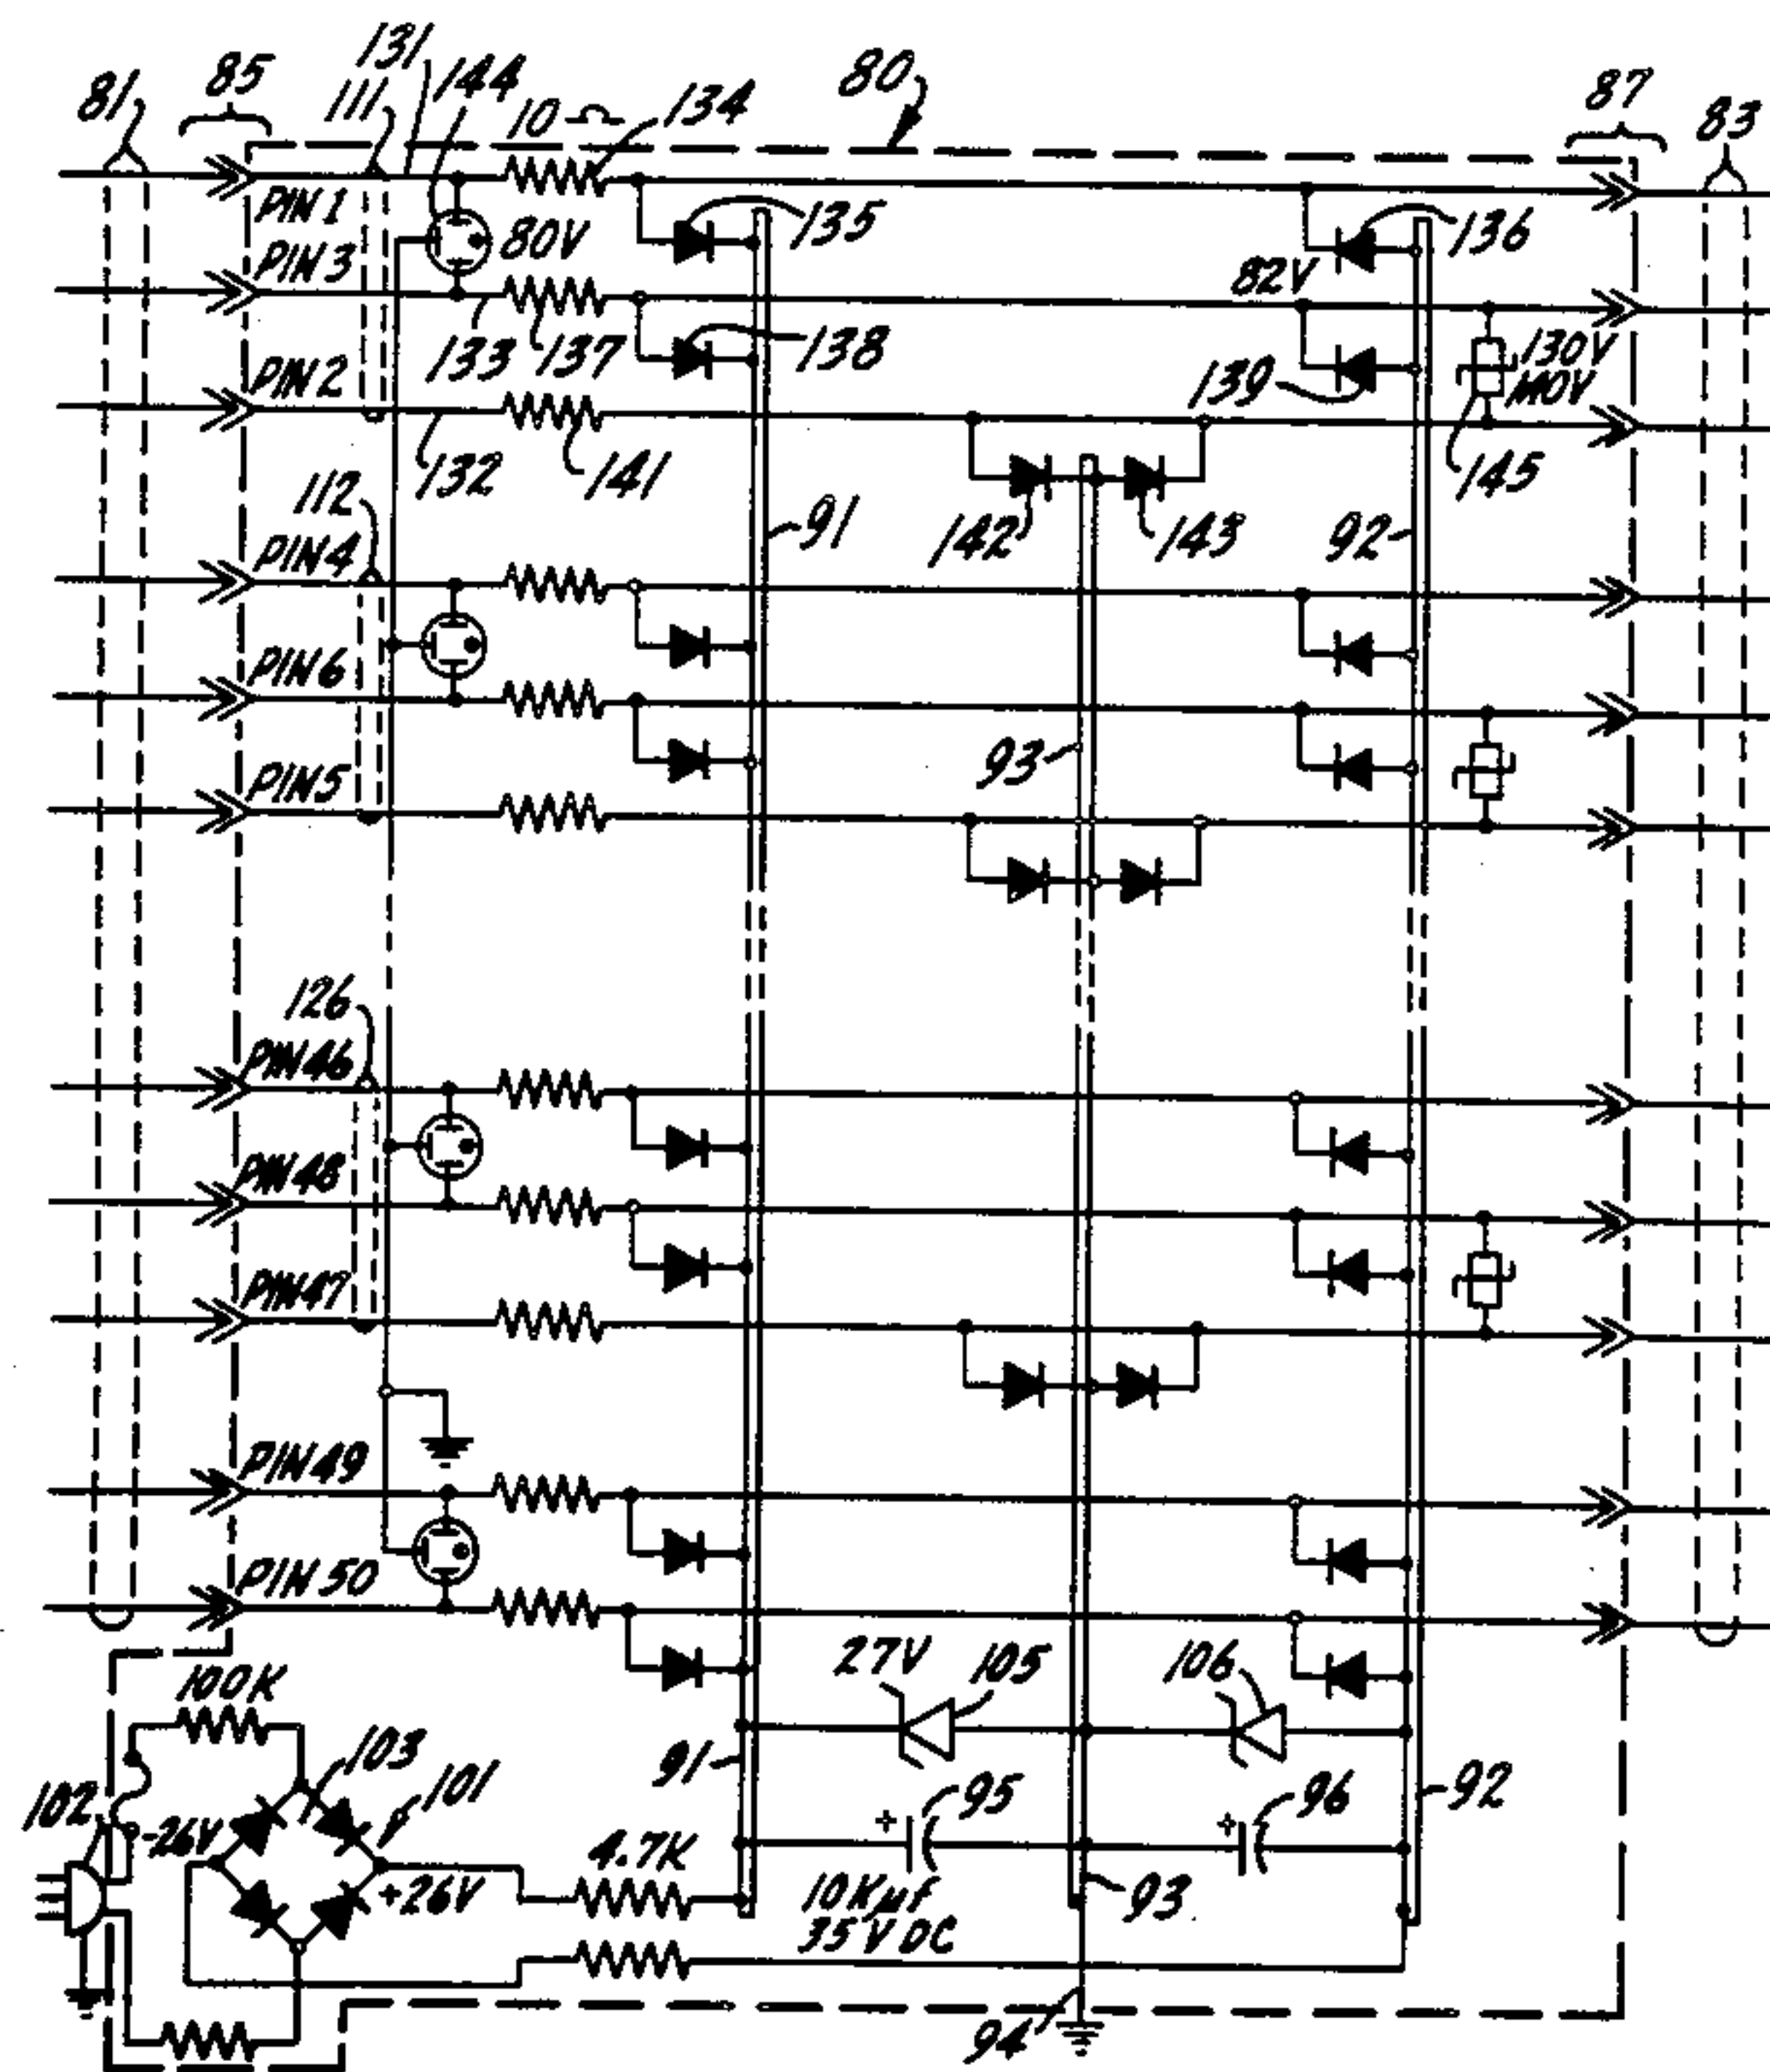 81
85
131
111
144
10 Ω
134
80
87
83
PIN 1
80V
135
136
PIN 3
82V
133
137
138
139
130V
MOV
PIN 2
132
141
142
143
145
112
91
92
PIN 4
PIN 6
93
PIN 5
126
PIN 46
PIN 48
PIN 47
PIN 49
PIN 50
27V
105
106
100K
103
101
91
92
102
-26V
+26V
95
96
4.7K
10Kµf
35VDC
93
94